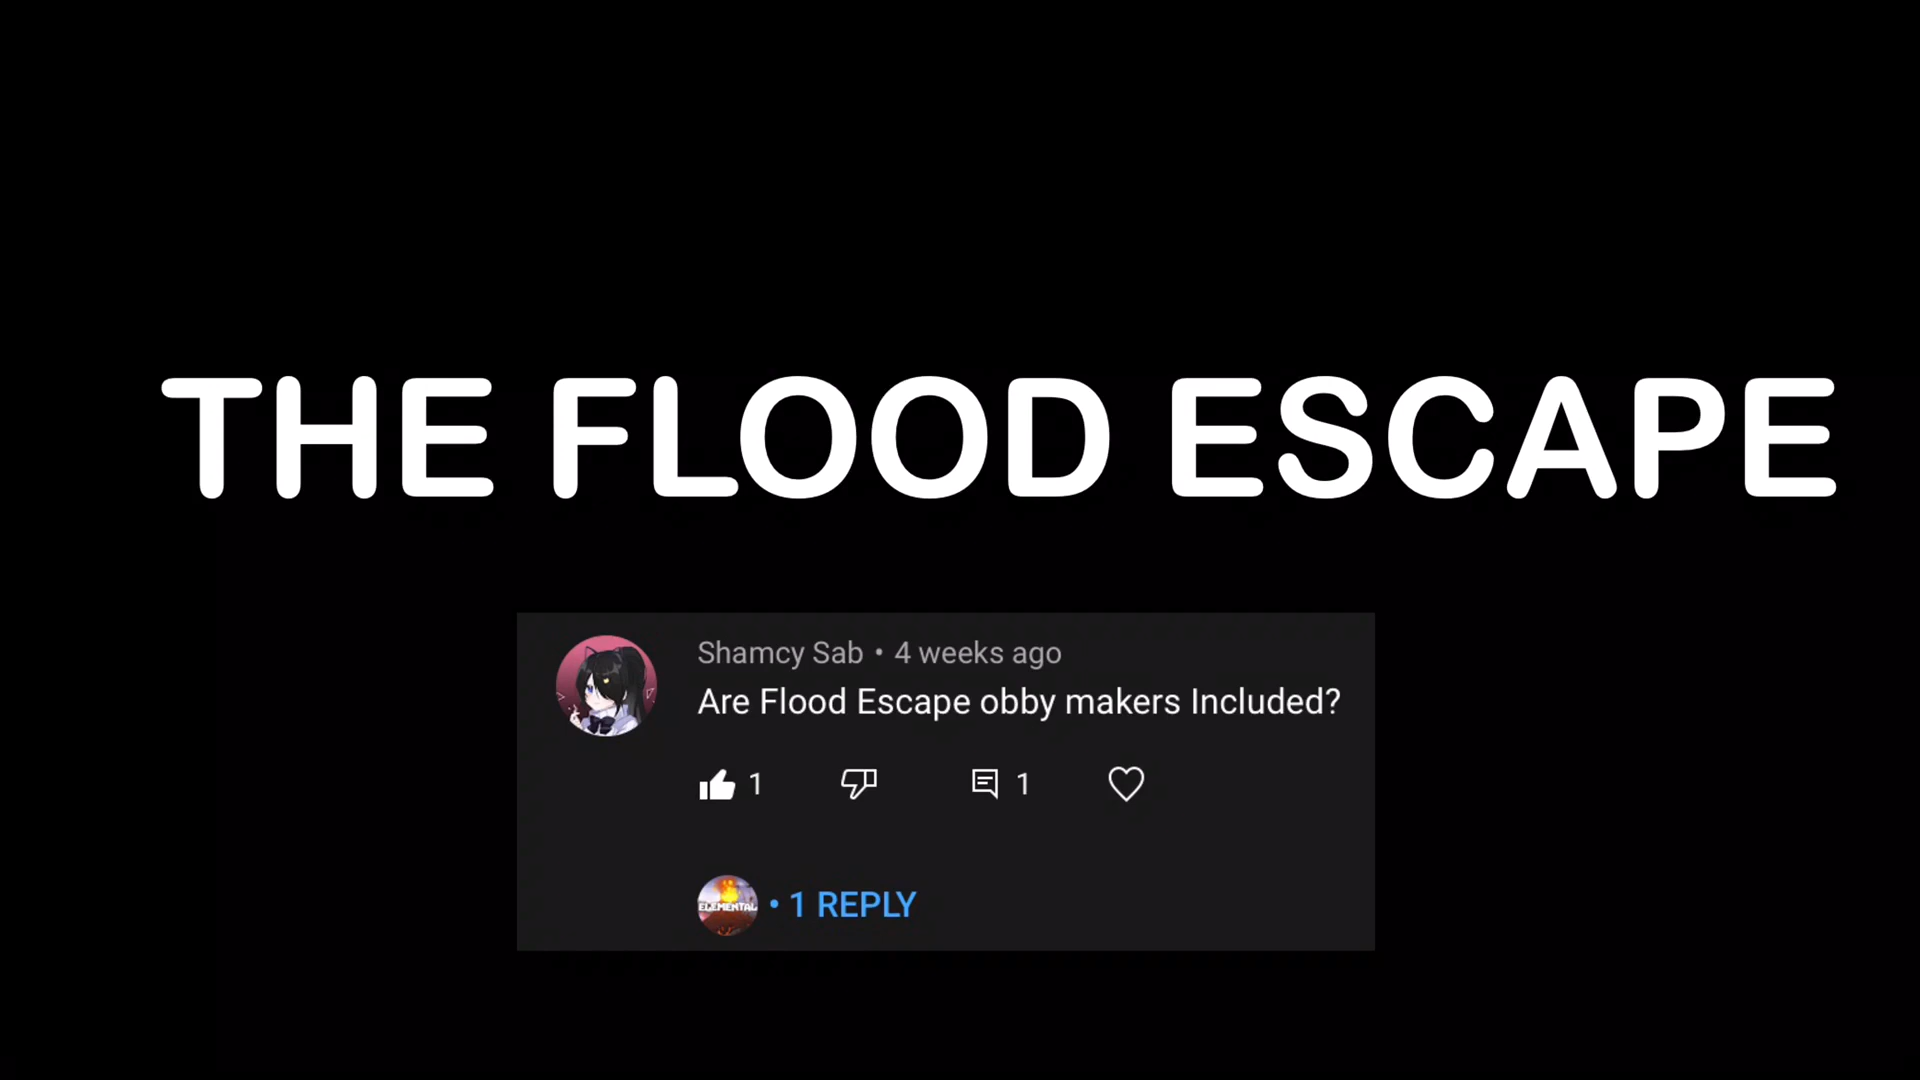 THE FLOOD ESCAPE
Shamcy Sab • 4 weeks ago
Are Flood Escape obby makers Included?
1 1
ELEMENTAL • 1 REPLY